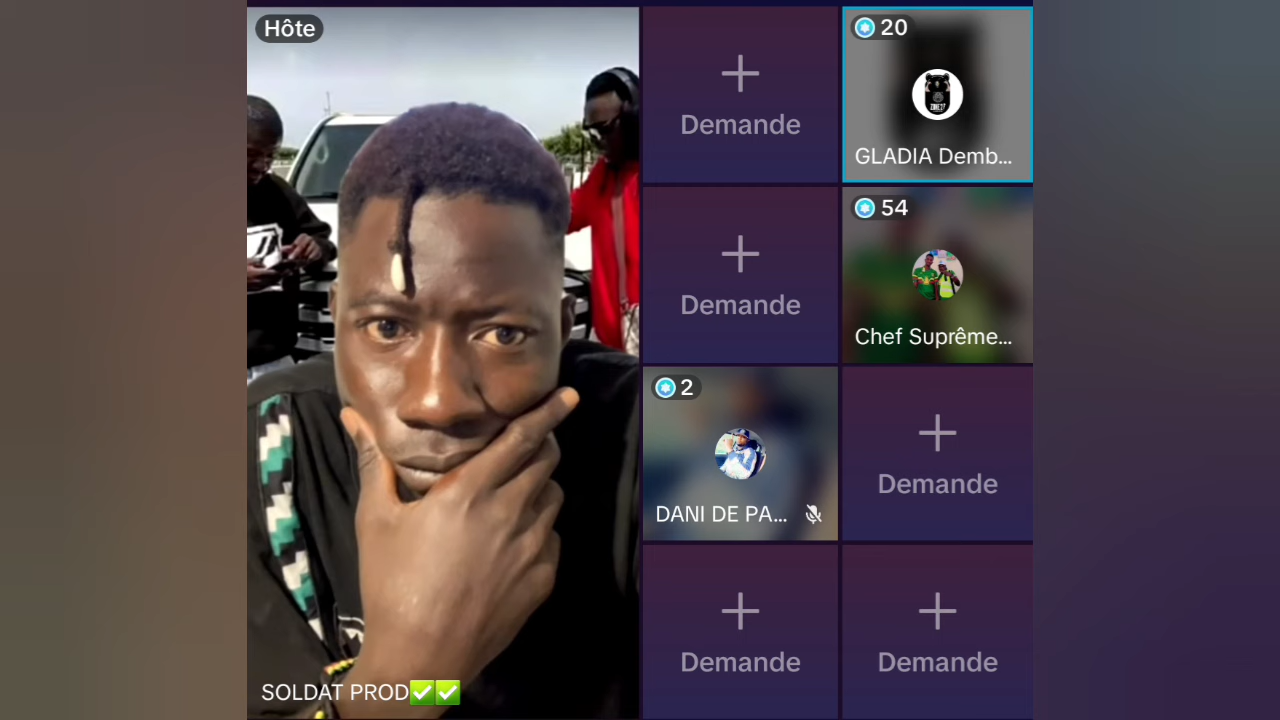 Hôte
SOLDAT PROD✅✅
Demande
20
GLADIA Demb...
Demande
54
Chef Suprême...
2
DANI DE PA...
Demande
Demande
Demande